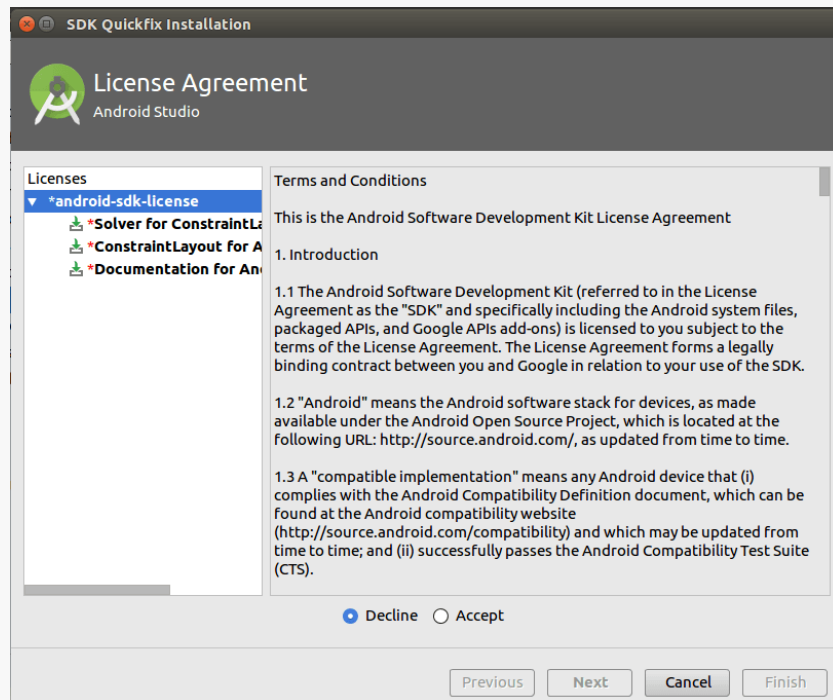 SDK Quickfix Installation
License Agreement
Android Studio
Licenses
*android-sdk-license
*Solver for ConstraintLa
*ConstraintLayout for A
*Documentation for An
Terms and Conditions
This is the Android Software Development Kit License Agreement
1. Introduction
1.1 The Android Software Development Kit (referred to in the License
Agreement as the "SDK" and specifically including the Android system files,
packaged APIs, and Google APIs add-ons) is licensed to you subject to the
terms of the License Agreement. The License Agreement forms a legally
binding contract between you and Google in relation to your use of the SDK.
1.2 "Android" means the Android software stack for devices, as made
available under the Android Open Source Project, which is located at the
following URL: http://source.android.com/, as updated from time to time.
1.3 A "compatible implementation" means any Android device that (i)
complies with the Android Compatibility Definition document, which can be
found at the Android compatibility website
(http://source.android.com/compatibility) and which may be updated from
time to time; and (ii) successfully passes the Android Compatibility Test Suite
(CTS).
Decline Accept
Previous Next Cancel Finish